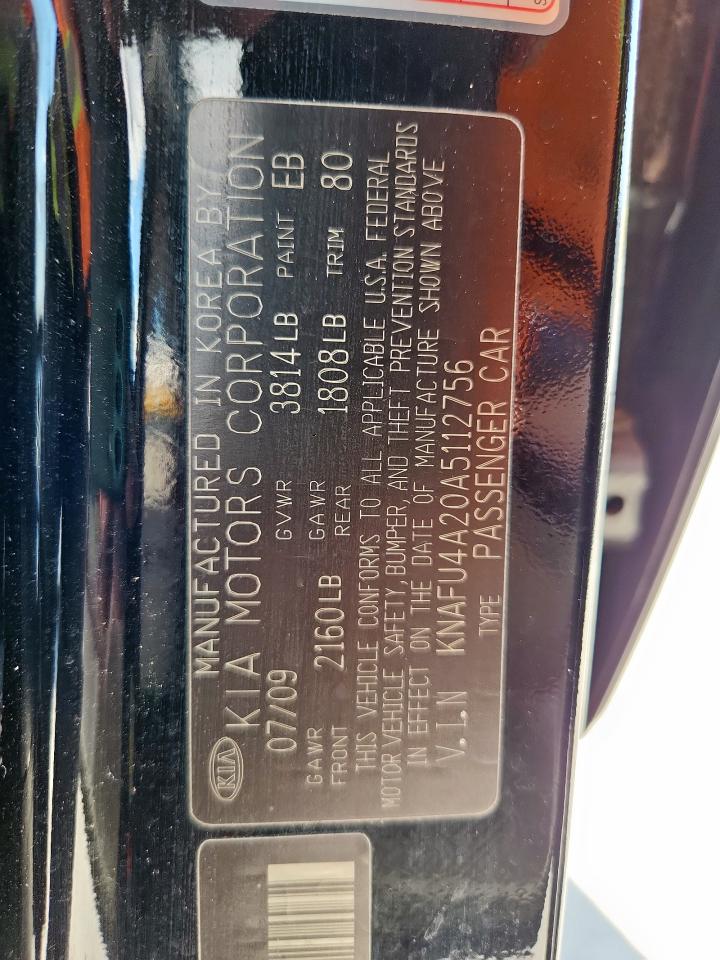 MANUFACTURED IN KOREA BY
KIA KIA MOTORS CORPORATION
07/09 GVWR 3814LB PAINT EB
GAWR FRONT 2160LB GAWR REAR 1808LB TRIM 80
THIS VEHICLE CONFORMS TO ALL APPLICABLE U.S.A. FEDERAL
MOTOR VEHICLE SAFETY, BUMPER, AND THEFT PREVENTION STANDARDS
IN EFFECT ON THE DATE OF MANUFACTURE SHOWN ABOVE
V.I.N KNAFU4A20A5112756
TYPE PASSENGER CAR